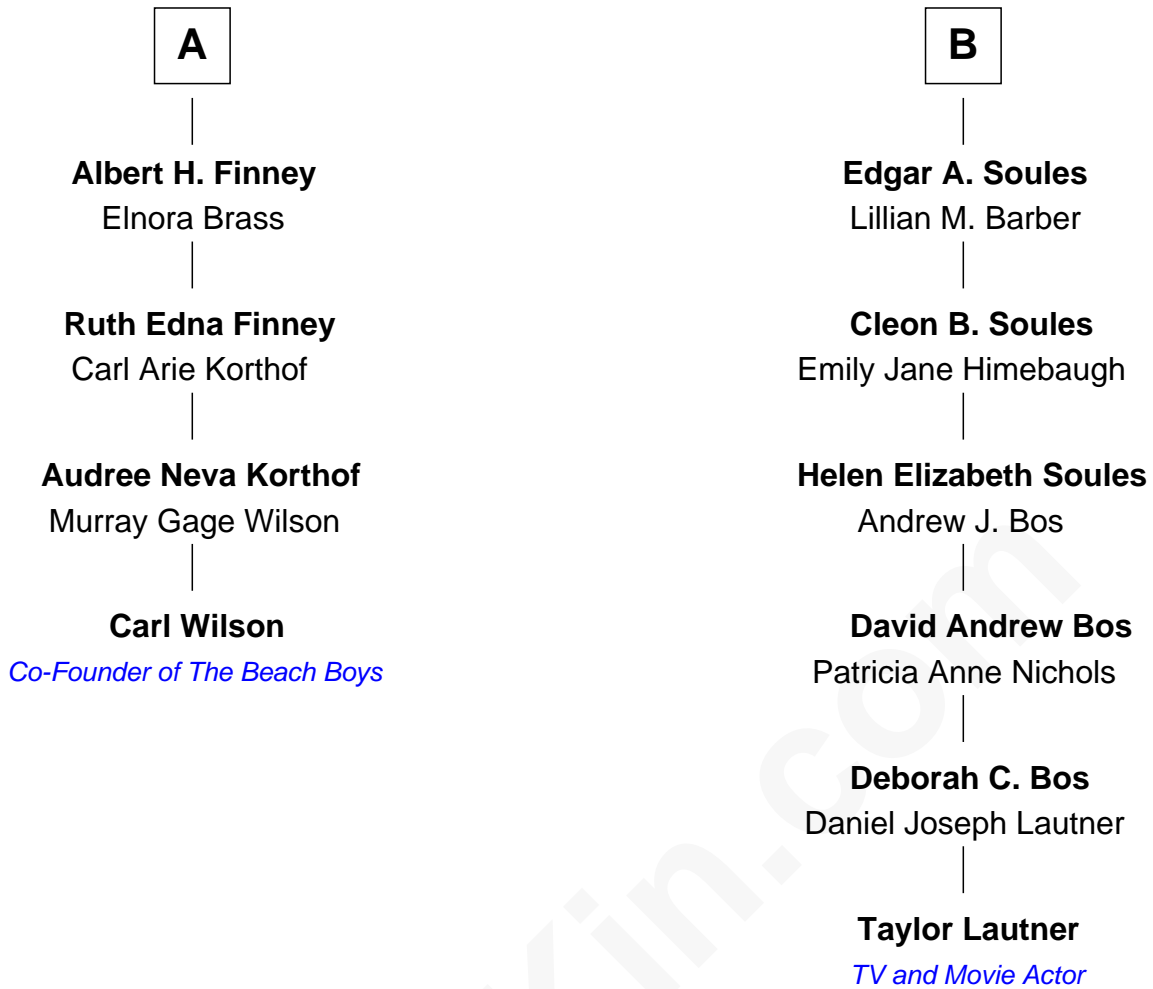 A
Albert H. Finney
Elnora Brass
Ruth Edna Finney
Carl Arie Korthof
Audree Neva Korthof
Murray Gage Wilson
Carl Wilson
Co-Founder of The Beach Boys
B
Edgar A. Soules
Lillian M. Barber
Cleon B. Soules
Emily Jane Himebaugh
Helen Elizabeth Soules
Andrew J. Bos
David Andrew Bos
Patricia Anne Nichols
Deborah C. Bos
Daniel Joseph Lautner
Taylor Lautner
TV and Movie Actor